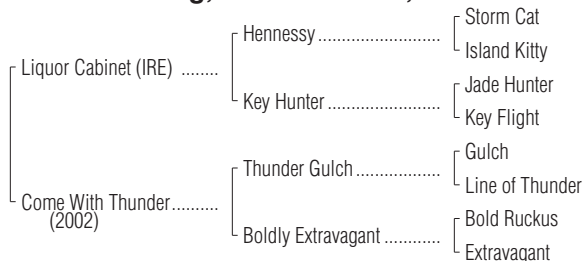 Storm Cat
Hennessy ............................
Island Kitty
Liquor Cabinet (IRE) ........
Jade Hunter
Key Hunter .........................
Key Flight
Gulch
Thunder Gulch ..................
Line of Thunder
Come With Thunder..........
(2002)
Bold Ruckus
Boldly Extravagant ............
Extravagant